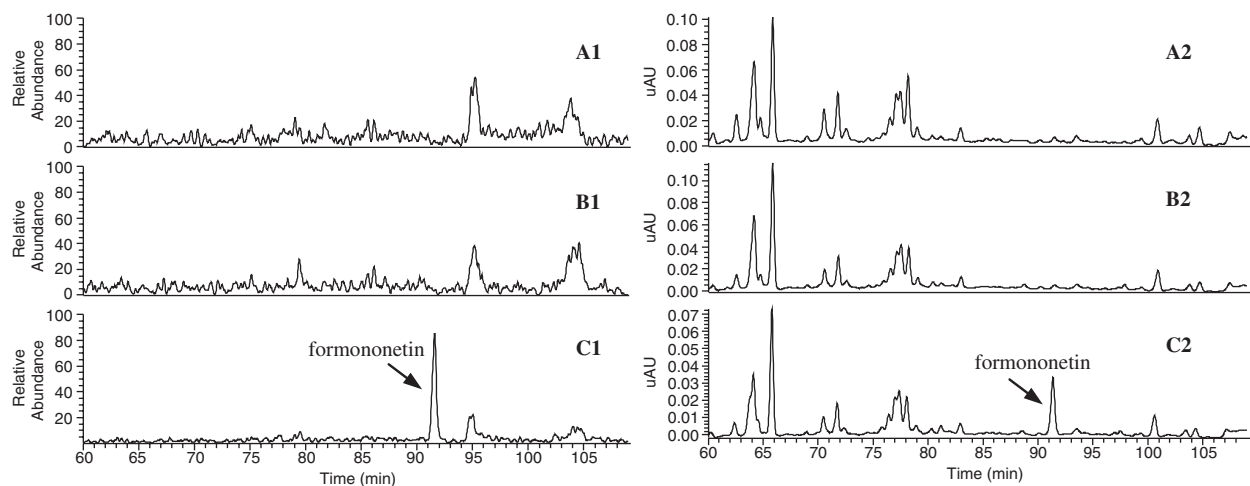 Relative
Abundance
100
80
60
40
20
0
A1
Relative
Abundance
100
80
60
40
20
0
B1
Relative
Abundance
100
80
60
40
20
formononetin
C1
60 65 70 75 80 85 90 95 100 105
Time (min)
uAU
0.10
0.08
0.06
0.04
0.02
0.00
A2
uAU
0.10
0.08
0.06
0.04
0.02
0.00
B2
uAU
0.07
0.06
0.05
0.04
0.03
0.02
0.01
0.00
formononetin
C2
60 65 70 75 80 85 90 95 100 105
Time (min)